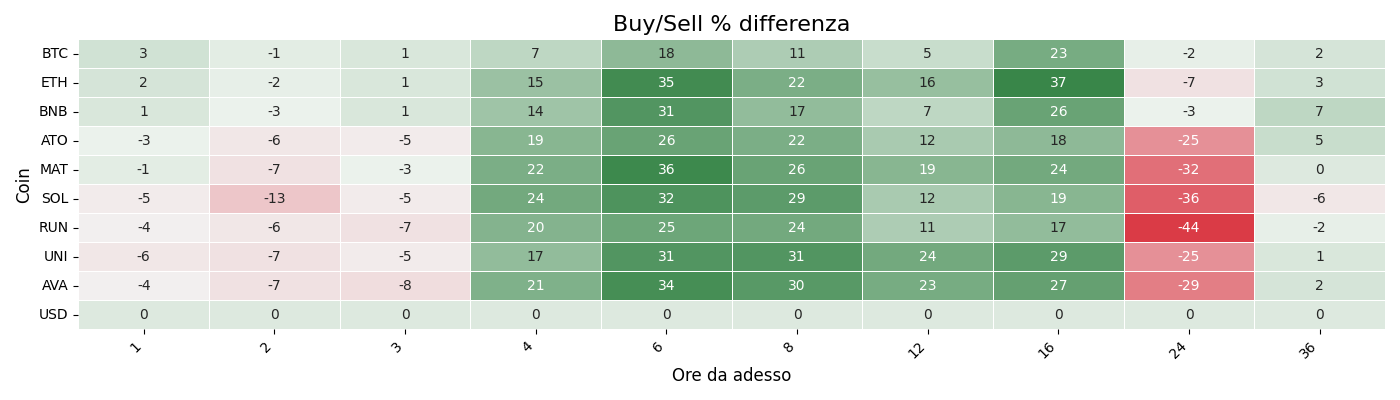 Buy/Sell % differenza
Coin
BTC 3 -1 1 7 18 11 5 23 -2 2
ETH 2 -2 1 15 35 22 16 37 -7 3
BNB 1 -3 1 14 31 17 7 26 -3 7
ATO -3 -6 -5 19 26 22 12 18 -25 5
MAT -1 -7 -3 22 36 26 19 24 -32 0
SOL -5 -13 -5 24 32 29 12 19 -36 -6
RUN -4 -6 -7 20 25 24 11 17 -44 -2
UNI -6 -7 -5 17 31 31 24 29 -25 1
AVA -4 -7 -8 21 34 30 23 27 -29 2
USD 0 0 0 0 0 0 0 0 0 0
1 2 3 4 6 8 12 16 24 36
Ore da adesso